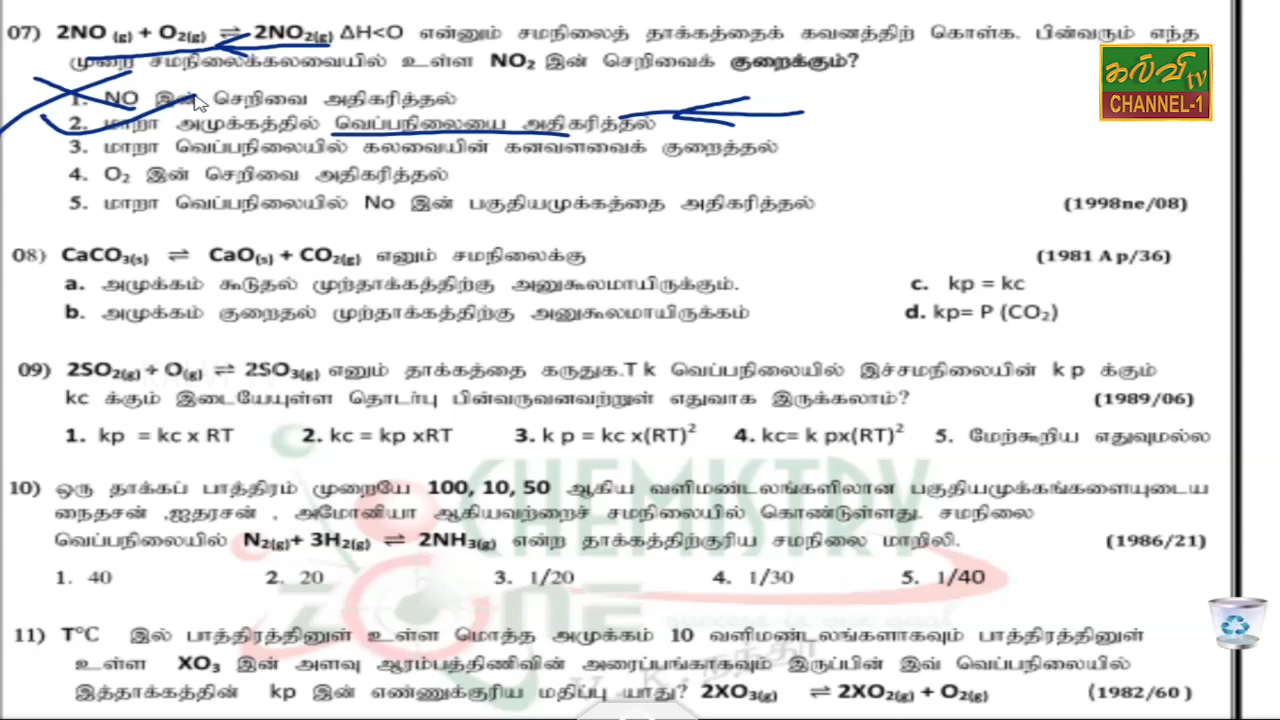 07) 2NO (g) + O2(g) ⇌ 2NO2(g) ΔH<O என்னும் சமநிலைத் தாக்கத்தைக் கவனத்திற் கொள்க. பின்வரும் எந்த
முறை சமநிலைக்கலவையில் உள்ள NO2 இன் செறிவைக் குறைக்கும்?
1. NO இன் செறிவை அதிகரித்தல்
2. மாறா அமுக்கத்தில் வெப்பநிலையை அதிகரித்தல்
3. மாறா வெப்பநிலையில் கலவையின் கனவளவைக் குறைத்தல்
4. O2 இன் செறிவை அதிகரித்தல்
5. மாறா வெப்பநிலையில் No இன் பகுதியமுக்கத்தை அதிகரித்தல் (1998ne/08)
கல்வி tv
CHANNEL-1
08) CaCO3(s) ⇌ CaO(s) + CO2(g) எனும் சமநிலைக்கு (1981 A p/36)
a. அமுக்கம் கூடுதல் முற்தாக்கத்திற்கு அனுகூலமாயிருக்கும். c. kp = kc
b. அமுக்கம் குறைதல் முற்தாக்கத்திற்கு அனுகூலமாயிருக்கம் d. kp= P (CO2)
09) 2SO2(g) + O(g) ⇌ 2SO3(g) எனும் தாக்கத்தை கருதுக.T k வெப்பநிலையில் இச்சமநிலையின் k p க்கும்
kc க்கும் இடையேயுள்ள தொடர்பு பின்வருவனவற்றுள் எதுவாக இருக்கலாம்? (1989/06)
1. kp = kc x RT 2. kc = kp xRT 3. k p = kc x(RT)² 4. kc= k px(RT)² 5. மேற்கூறிய எதுவுமல்ல
CHEMISTRY
10) ஒரு தாக்கப் பாத்திரம் முறையே 100, 10, 50 ஆகிய வளிமண்டலங்களிலான பகுதியமுக்கங்களையுடைய
நைதசன் ,ஐதரசன் , அமோனியா ஆகியவற்றைச் சமநிலையில் கொண்டுள்ளது. சமநிலை
வெப்பநிலையில் N2(g)+ 3H2(g) ⇌ 2NH3(g) என்ற தாக்கத்திற்குரிய சமநிலை மாறிலி. (1986/21)
1. 40 2. 20 3. 1/20 4. 1/30 5. 1/40
ZONE
11) T°C இல் பாத்திரத்தினுள் உள்ள மொத்த அமுக்கம் 10 வளிமண்டலங்களாகவும் பாத்திரத்தினுள்
உள்ள XO3 இன் அளவு ஆரம்பத்திணிவின் அரைப்பங்காகவும் இருப்பின் இவ் வெப்பநிலையில்
இத்தாக்கத்தின் kp இன் எண்ணுக்குரிய மதிப்பு யாது? 2XO3(g) ⇌ 2XO2(g) + O2(g) (1982/60 )